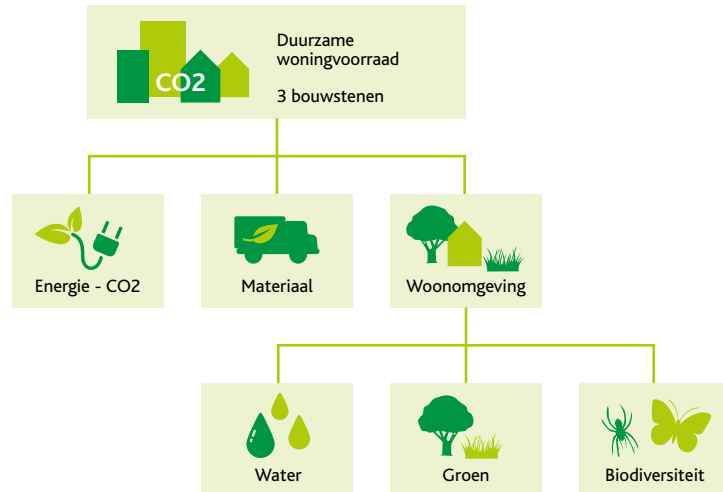 CO2
Duurzame
woningvoorraad
3 bouwstenen
Energie - CO2
Materiaal
Woonomgeving
Water
Groen
Biodiversiteit